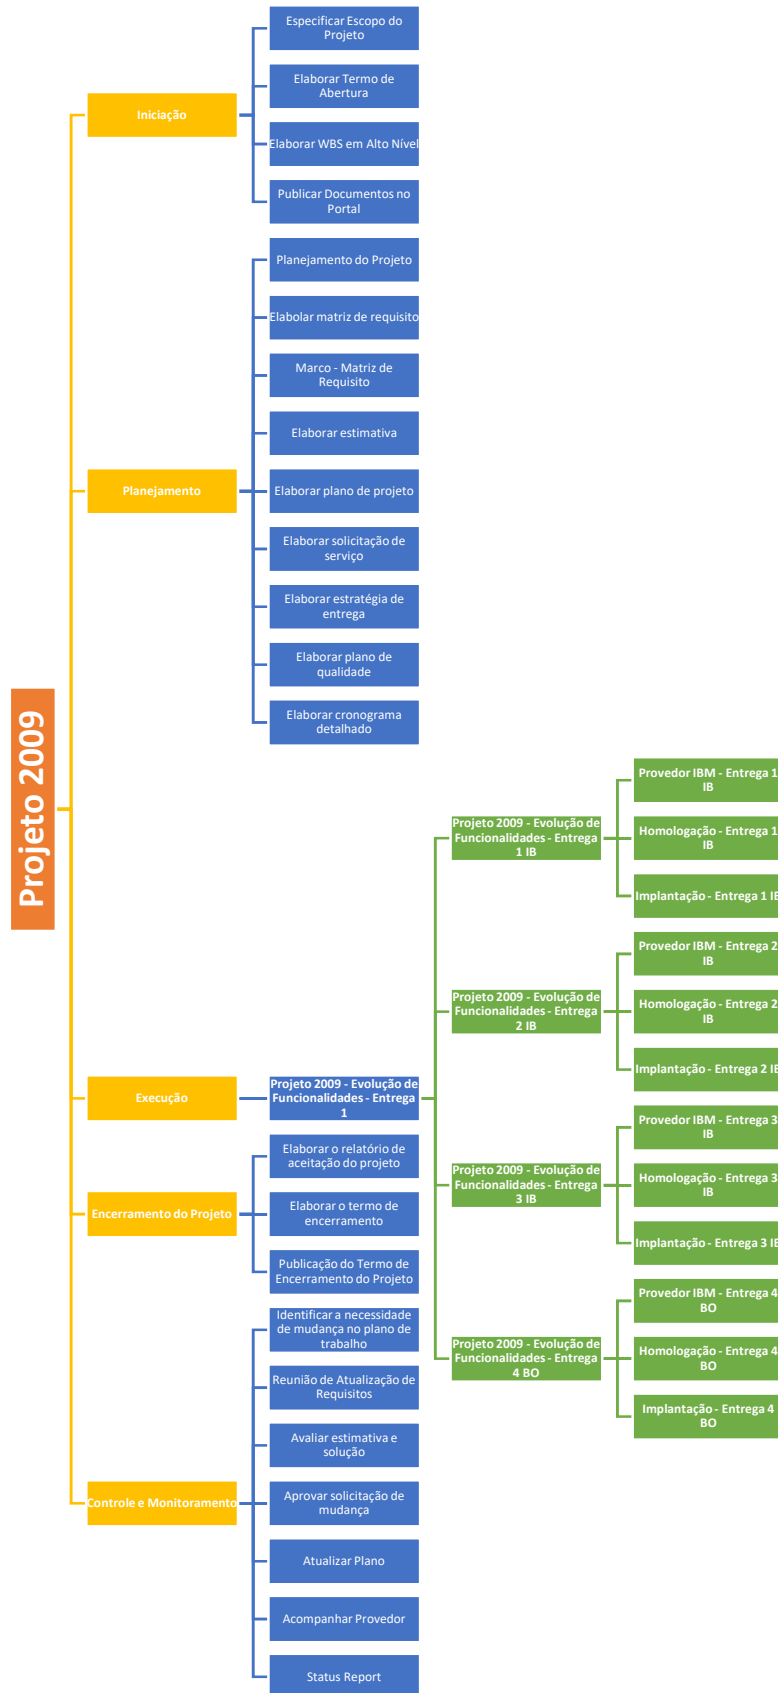 Projeto 2009
Iniciação
Especificar Escopo do
Projeto
Elaborar Termo de
Abertura
Elaborar WBS em Alto Nível
Publicar Documentos no
Portal
Planejamento
Planejamento do Projeto
Elabolar matriz de requisito
Marco - Matriz de
Requisito
Elaborar estimativa
Elaborar plano de projeto
Elaborar solicitação de
serviço
Elaborar estratégia de
entrega
Elaborar plano de
qualidade
Elaborar cronograma
detalhado
Execução
Projeto 2009 - Evolução de
Funcionalidades - Entrega
1
Projeto 2009 - Evolução de
Funcionalidades - Entrega
1 IB
Provedor IBM - Entrega 1
IB
Homologação - Entrega 1
IB
Implantação - Entrega 1 IB
Projeto 2009 - Evolução de
Funcionalidades - Entrega
2 IB
Provedor IBM - Entrega 2
IB
Homologação - Entrega 2
IB
Implantação - Entrega 2 IB
Projeto 2009 - Evolução de
Funcionalidades - Entrega
3 IB
Provedor IBM - Entrega 3
IB
Homologação - Entrega 3
IB
Implantação - Entrega 3 IB
Projeto 2009 - Evolução de
Funcionalidades - Entrega
4 BO
Provedor IBM - Entrega 4
BO
Homologação - Entrega 4
BO
Implantação - Entrega 4
BO
Encerramento do Projeto
Elaborar o relatório de
aceitação do projeto
Elaborar o termo de
encerramento
Publicação do Termo de
Encerramento do Projeto
Controle e Monitoramento
Identificar a necessidade
de mudança no plano de
trabalho
Reunião de Atualização de
Requisitos
Avaliar estimativa e
solução
Aprovar solicitação de
mudança
Atualizar Plano
Acompanhar Provedor
Status Report